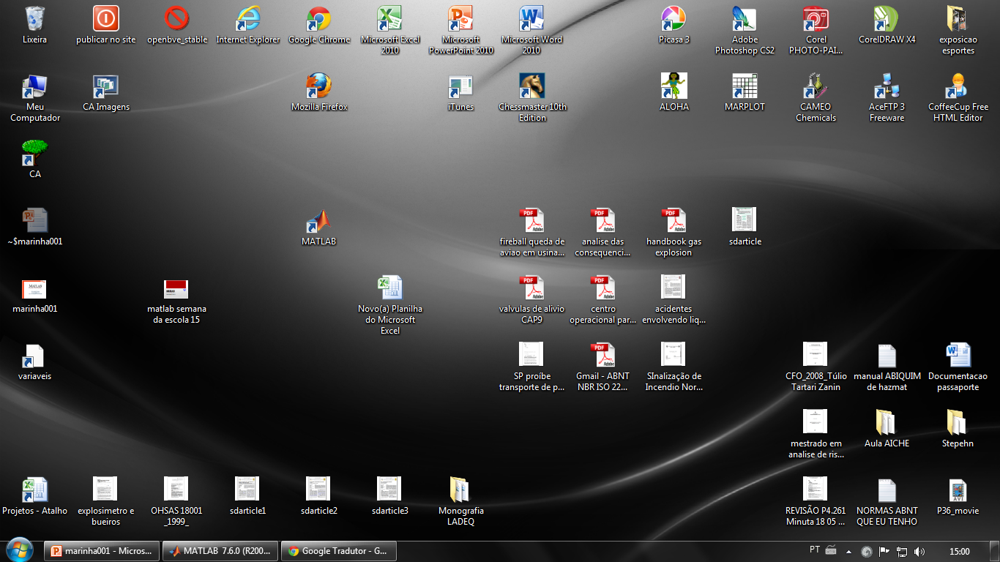 Lixeira
publicar no site
openbve_stable
Internet Explorer
Google Chrome
Microsoft Excel
2010
Microsoft
PowerPoint 2010
Microsoft Word
2010
Picasa 3
Adobe
Photoshop CS2
Corel
PHOTO-PAI...
CorelDRAW X4
exposicao
esportes
Meu
Computador
CA Imagens
Mozilla Firefox
iTunes
Chessmaster 10th
Edition
ALOHA
MARPLOT
CAMEO
Chemicals
AceFTP 3
Freeware
CoffeeCup Free
HTML Editor
CA
~$marinha001
MATLAB
fireball queda de
aviao em usina...
analise das
consequenci...
handbook gas
explosion
sdarticle
marinha001
matlab semana
da escola 15
Novo(a) Planilha
do Microsoft
Excel
valvulas de alivio
CAP9
centro
operacional par...
acidentes
envolvendo liq...
variaveis
SP proíbe
transporte de p...
Gmail - ABNT
NBR ISO 22...
SInalização de
Incendio Nor...
CFO_2008_Túlio
Tartari Zanin
manual ABIQUIM
de hazmat
Documentacao
passaporte
mestrado em
analise de ris...
Aula AICHE
Stepehn
Projetos - Atalho
explosimetro e
bueiros
OHSAS 18001
_1999_
sdarticle1
sdarticle2
sdarticle3
Monografia
LADEQ
REVISÃO P4.261
Minuta 18 05 ...
NORMAS ABNT
QUE EU TENHO
P36_movie
marinha001 - Micros...
MATLAB 7.6.0 (R200...
Google Tradutor - G...
PT
15:00